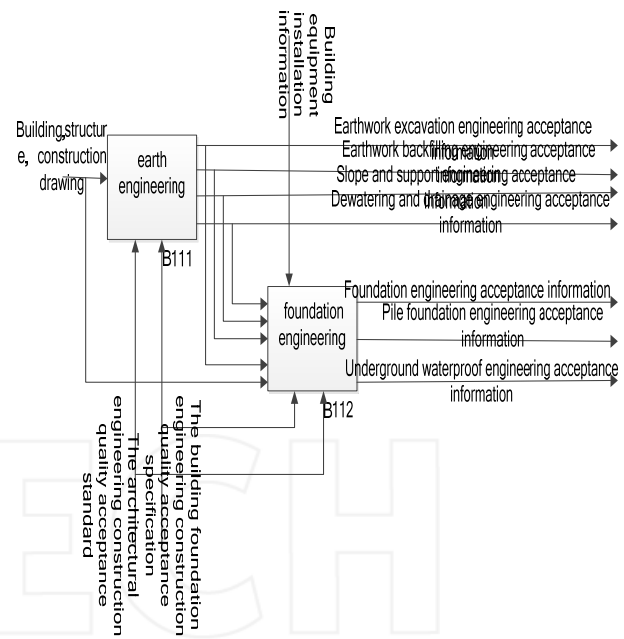 Building
equipment
installation
information
Building,structur
e, construction
drawing
earth
engineering
B111
Earthwork excavation engineering acceptance
information
Earthwork backfilling engineering acceptance
information
Slope and support engineering acceptance
information
Dewatering and drainage engineering acceptance
information
foundation
engineering
B112
Foundation engineering acceptance information
Pile foundation engineering acceptance
information
Underground waterproof engineering acceptance
information
The building foundation
engineering construction
quality acceptance
specification
The architectural
engineering construction
quality acceptance
standard
ECH